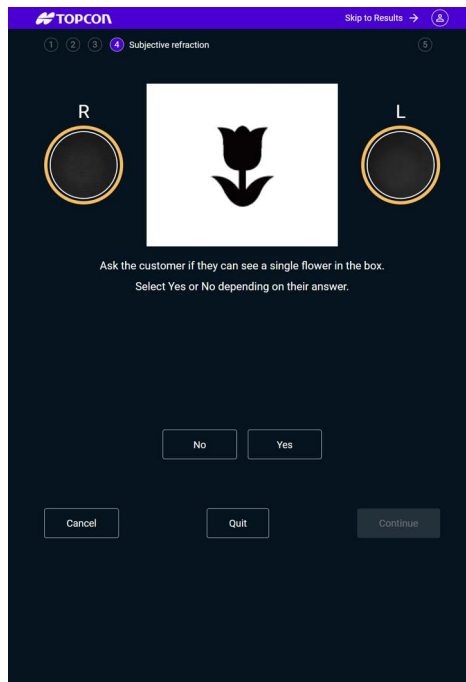 TOPCON
Skip to Results →
1 2 3 4 Subjective refraction 5
R L
Ask the customer if they can see a single flower in the box.
Select Yes or No depending on their answer.
No Yes
Cancel Quit Continue